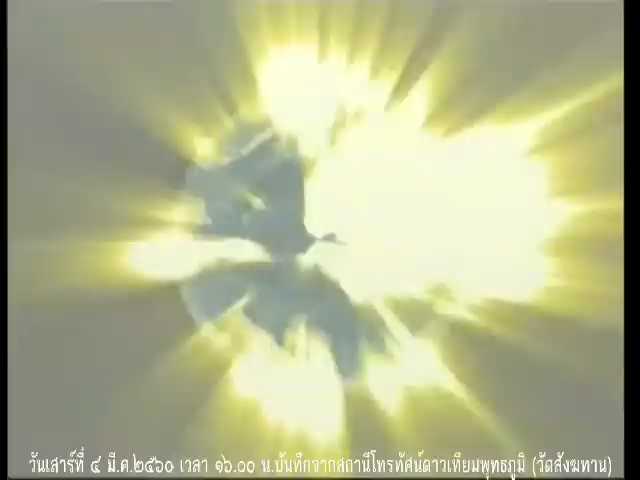 วันเสาร์ที่ ๔ มี.ค.๒๕๖๐ เวลา ๑๖.๐๐ น.บันทึกจากสถานีโทรทัศน์ดาวเทียมพุทธภูมิ (วัดสังฆทาน)